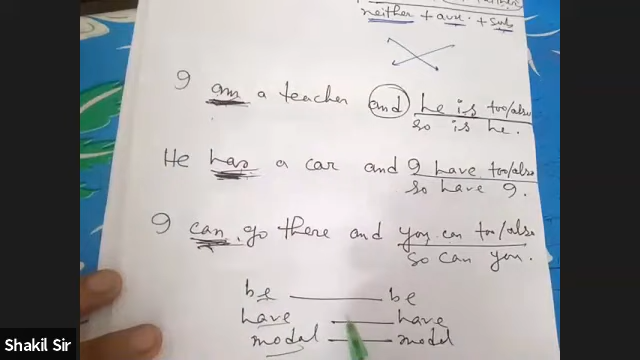 neither + aux. + sub
I am a teacher and he is too/also
so is he.
He has a car and I have too/also
so have I.
I can go there and you can too/also
so can you.
be be
have have
modal modal
Shakil Sir